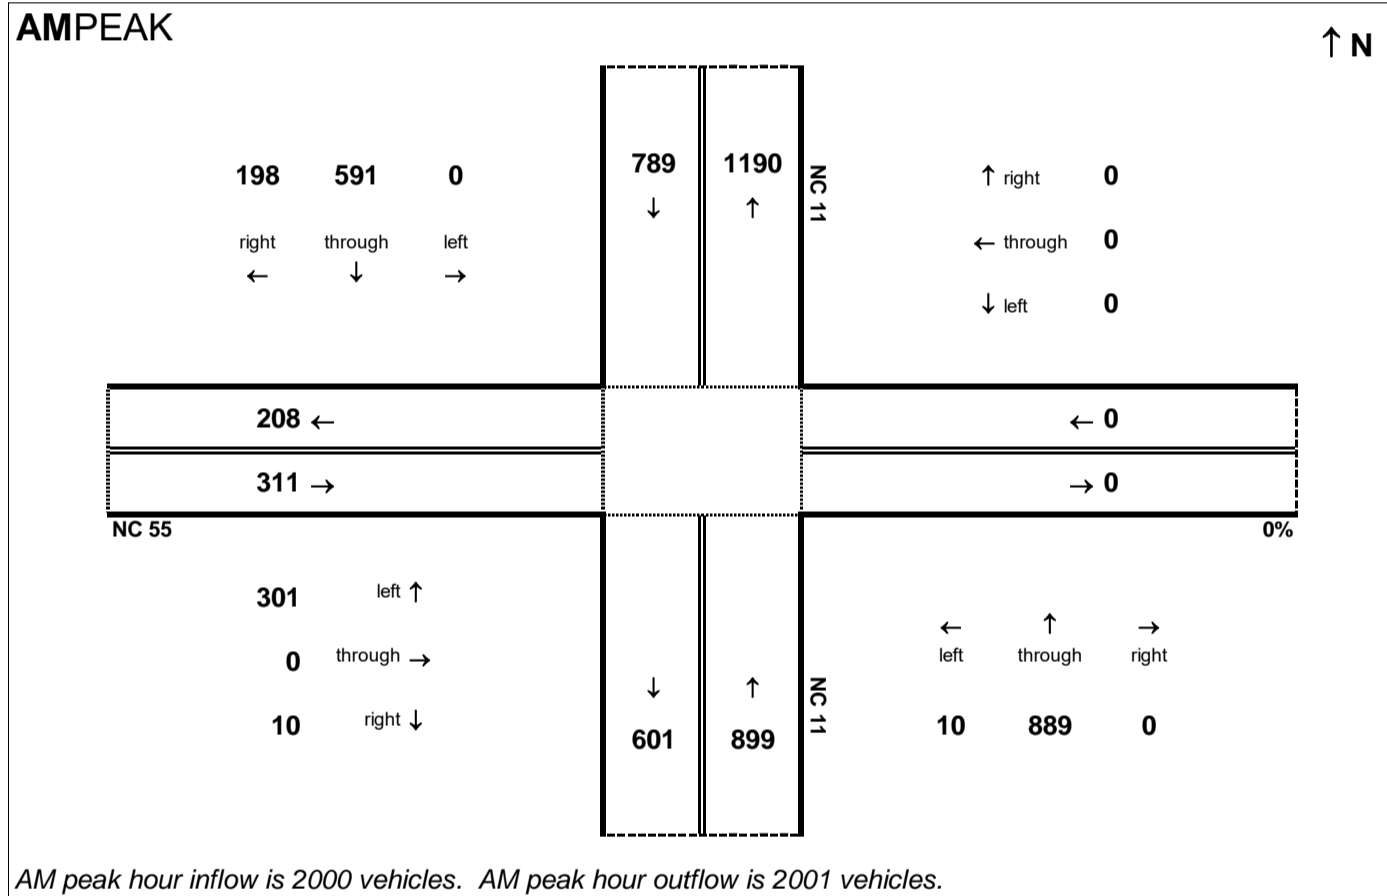 AMPEAK
↑ N
198 591 0
right through left
← ↓ →
789 1190
↓ ↑
NC 11
↑ right 0
← through 0
↓ left 0
208 ←
311 →
NC 55
← 0
→ 0
0%
301 left ↑
0 through →
10 right ↓
↓ ↑
601 899
NC 11
← ↑ →
left through right
10 889 0
AM peak hour inflow is 2000 vehicles. AM peak hour outflow is 2001 vehicles.